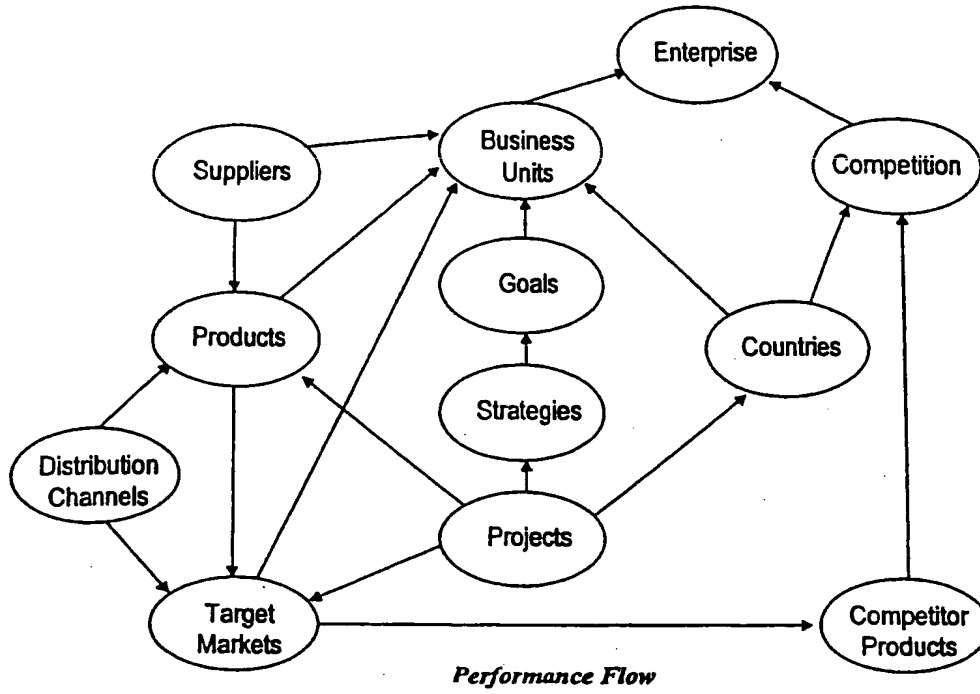 Enterprise
Business
Units
Suppliers
Competition
Goals
Products
Countries
Strategies
Distribution
Channels
Projects
Target
Markets
Competitor
Products
Performance Flow